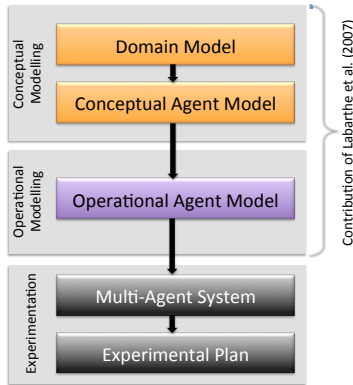 Conceptual
Modelling
Domain Model
Conceptual Agent Model
Operational
Modelling
Operational Agent Model
Experimentation
Multi-Agent System
Experimental Plan
Contribution of Labarthe et al. (2007)